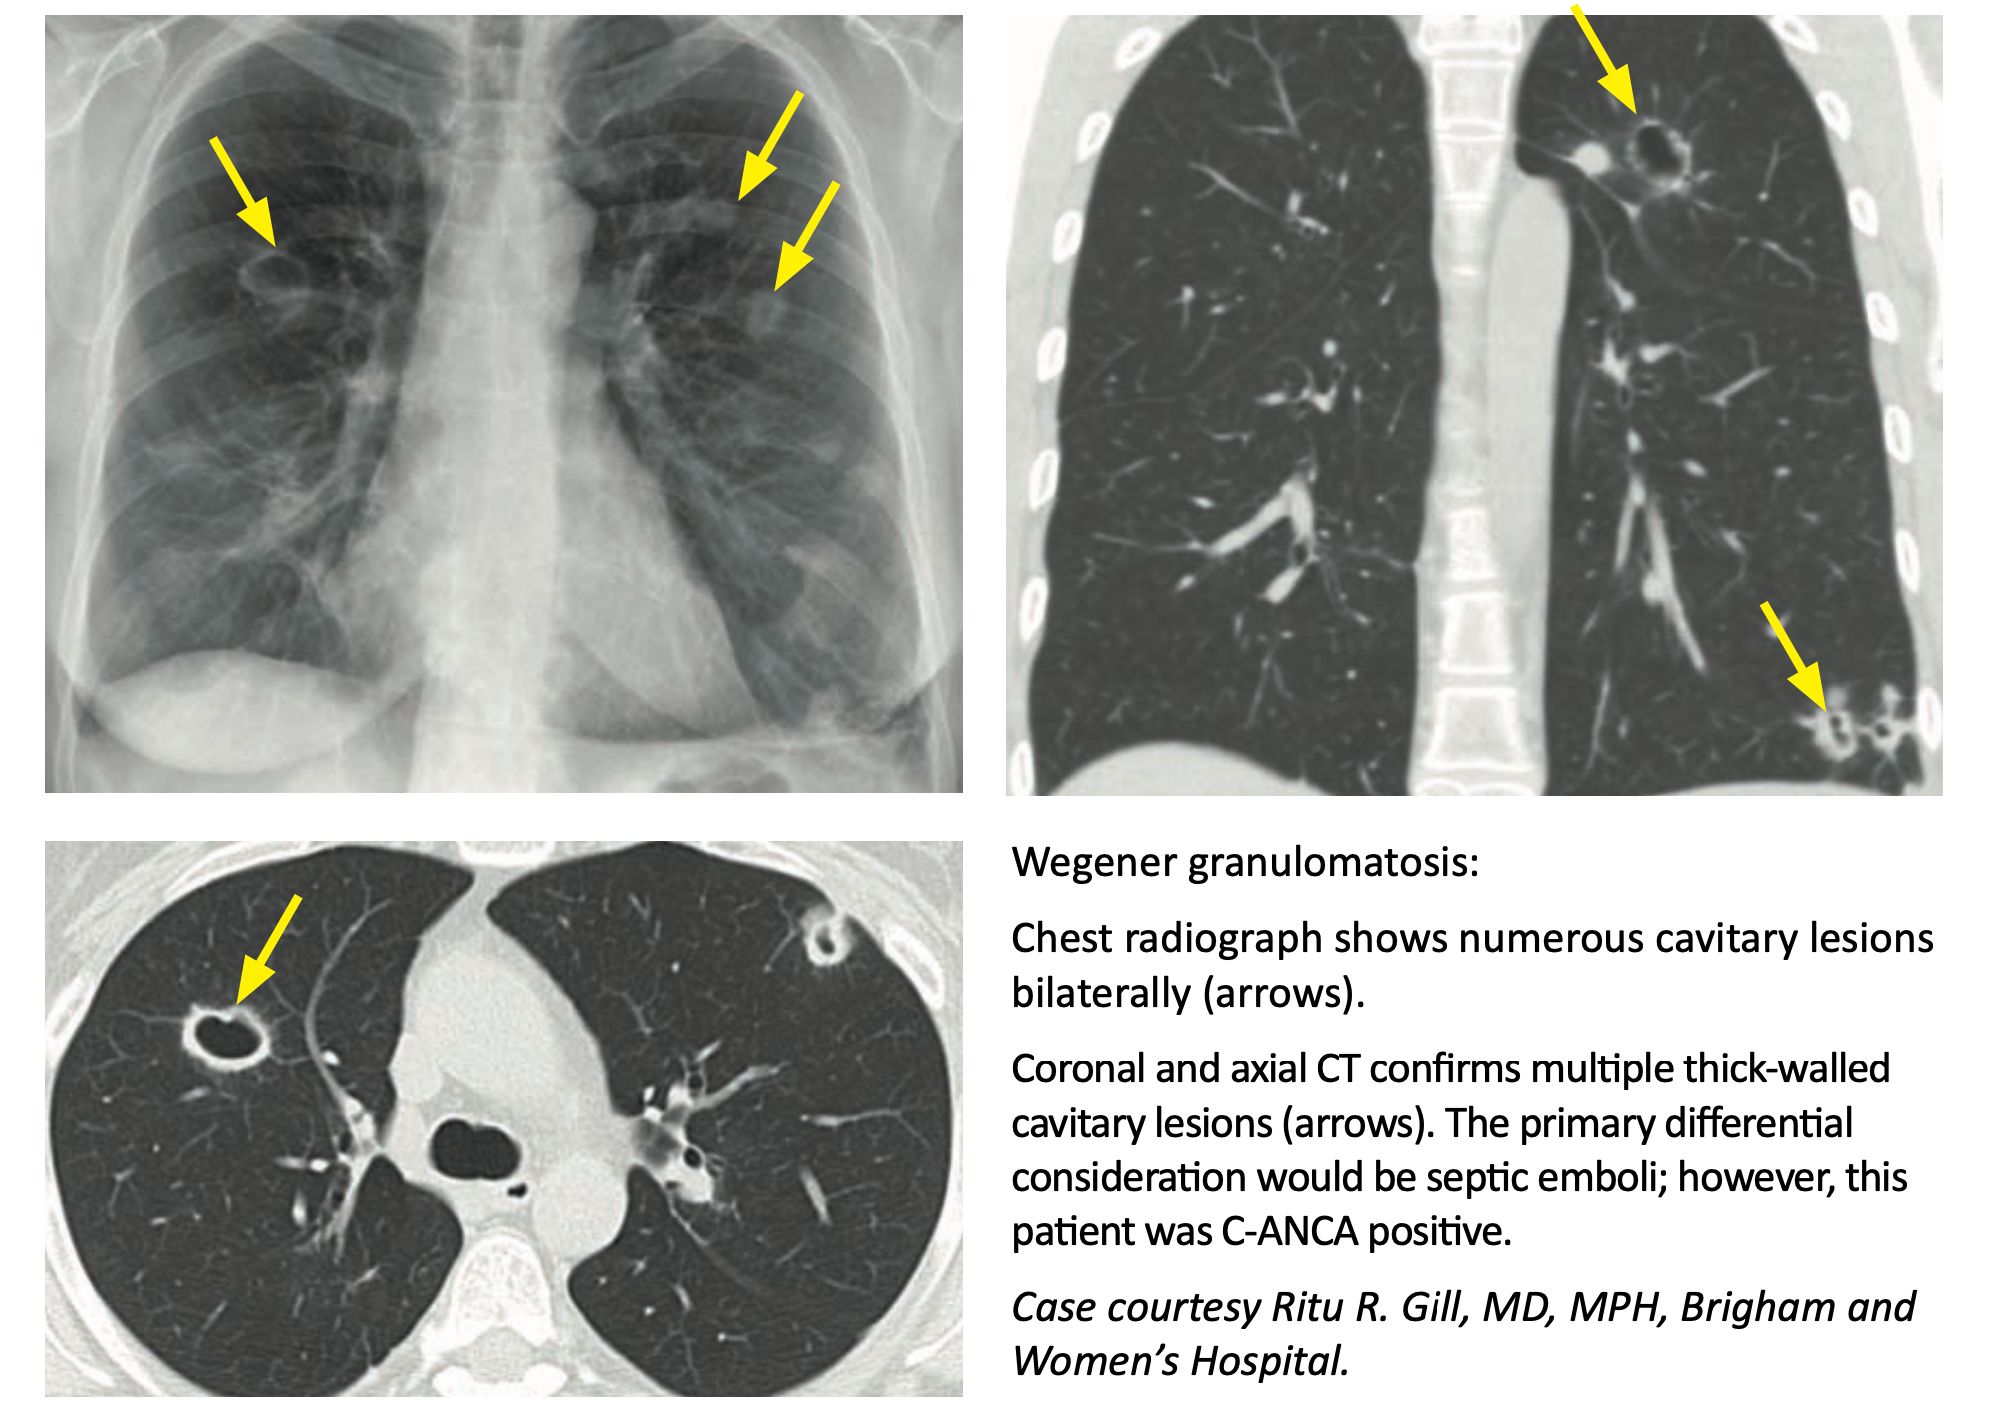 Wegener granulomatosis:
Chest radiograph shows numerous cavitary lesions
bilaterally (arrows).
Coronal and axial CT confirms multiple thick-walled
cavitary lesions (arrows). The primary differential
consideration would be septic emboli; however, this
patient was C-ANCA positive.
Case courtesy Ritu R. Gill, MD, MPH, Brigham and
Women’s Hospital.